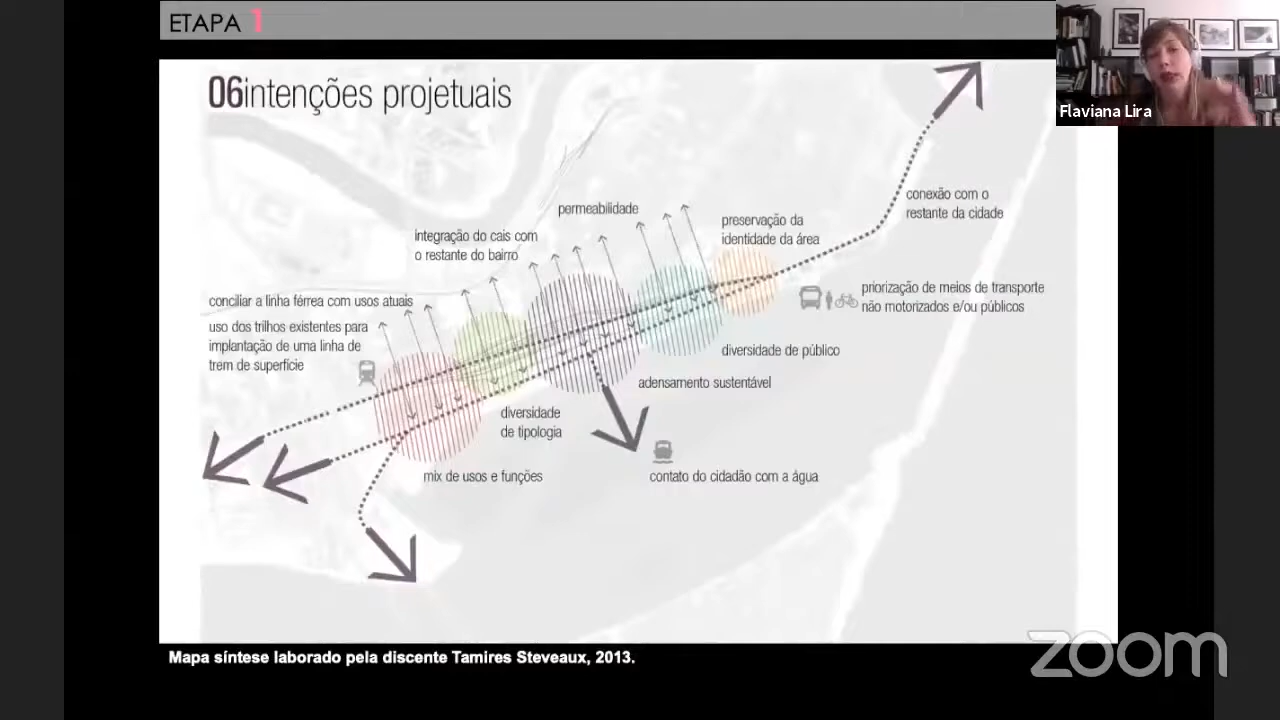 ETAPA 1
Flaviana Lira
06intenções projetuais
conexão com o
restante da cidade
permeabilidade
preservação da
identidade da área
integração do cais com
o restante do bairro
priorização de meios de transporte
não motorizados e/ou públicos
conciliar a linha férrea com usos atuais
uso dos trilhos existentes para
implantação de uma linha de
trem de superfície
diversidade de público
adensamento sustentável
diversidade
de tipologia
mix de usos e funções
contato do cidadão com a água
zoom
Mapa síntese laborado pela discente Tamires Steveaux, 2013.